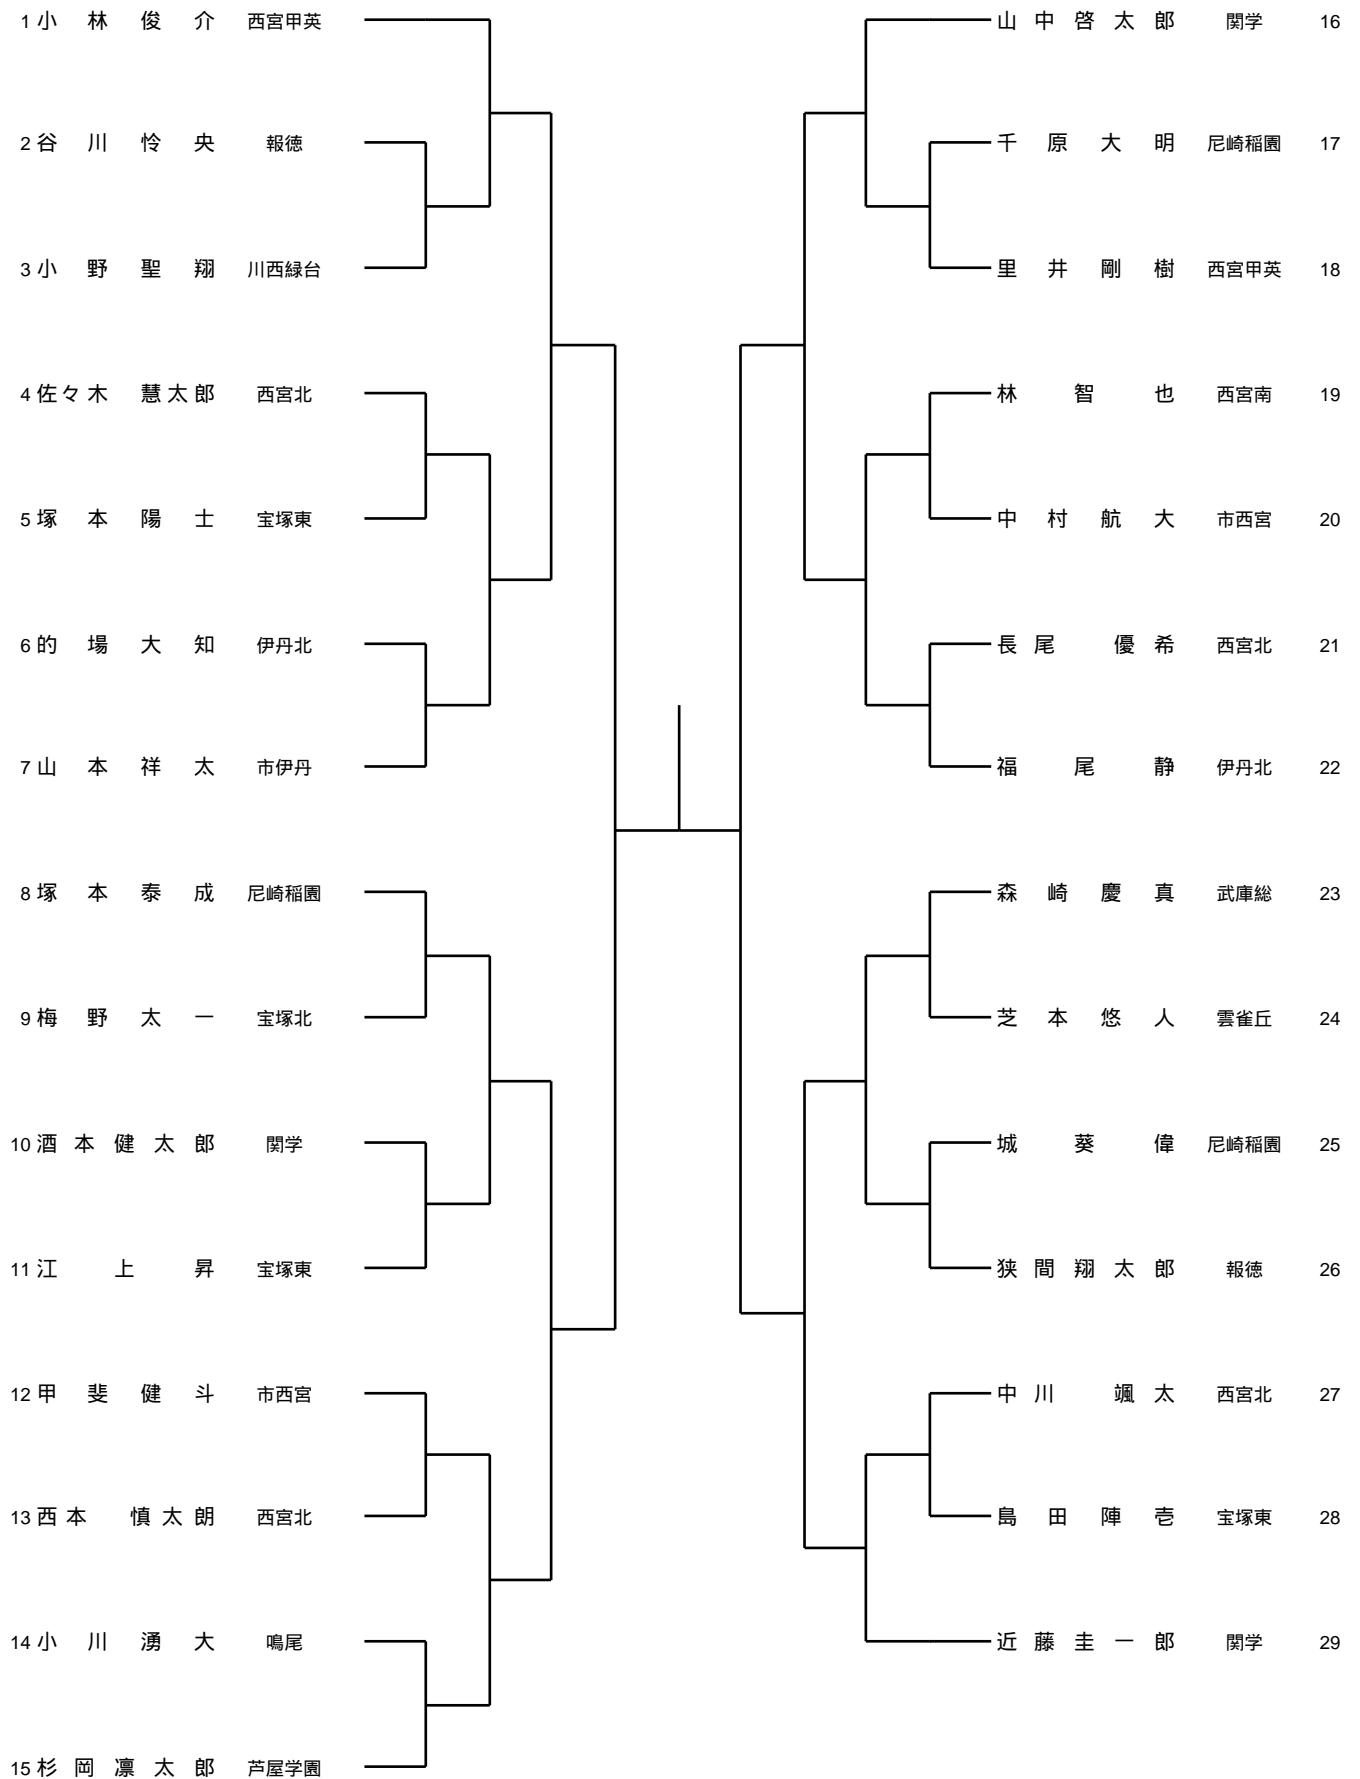 1 小林俊介 西宮甲英
2 谷川怜央 報徳
3 小野聖翔 川西緑台
4 佐々木 慧太郎 西宮北
5 塚本陽士 宝塚東
6 的場大知 伊丹北
7 山本祥太 市伊丹
8 塚本泰成 尼崎稲園
9 梅野太一 宝塚北
10 酒本健太郎 関学
11 江上昇 宝塚東
12 甲斐健斗 市西宮
13 西本 慎太朗 西宮北
14 小川湧大 鳴尾
15 杉岡凛太郎 芦屋学園
山中啓太郎 関学 16
千原大明 尼崎稲園 17
里井剛樹 西宮甲英 18
林智也 西宮南 19
中村航大 市西宮 20
長尾 優希 西宮北 21
福尾静 伊丹北 22
森崎慶真 武庫総 23
芝本悠人 雲雀丘 24
城葵偉 尼崎稲園 25
狭間翔太郎 報徳 26
中川 颯太 西宮北 27
島田陣壱 宝塚東 28
近藤圭一郎 関学 29